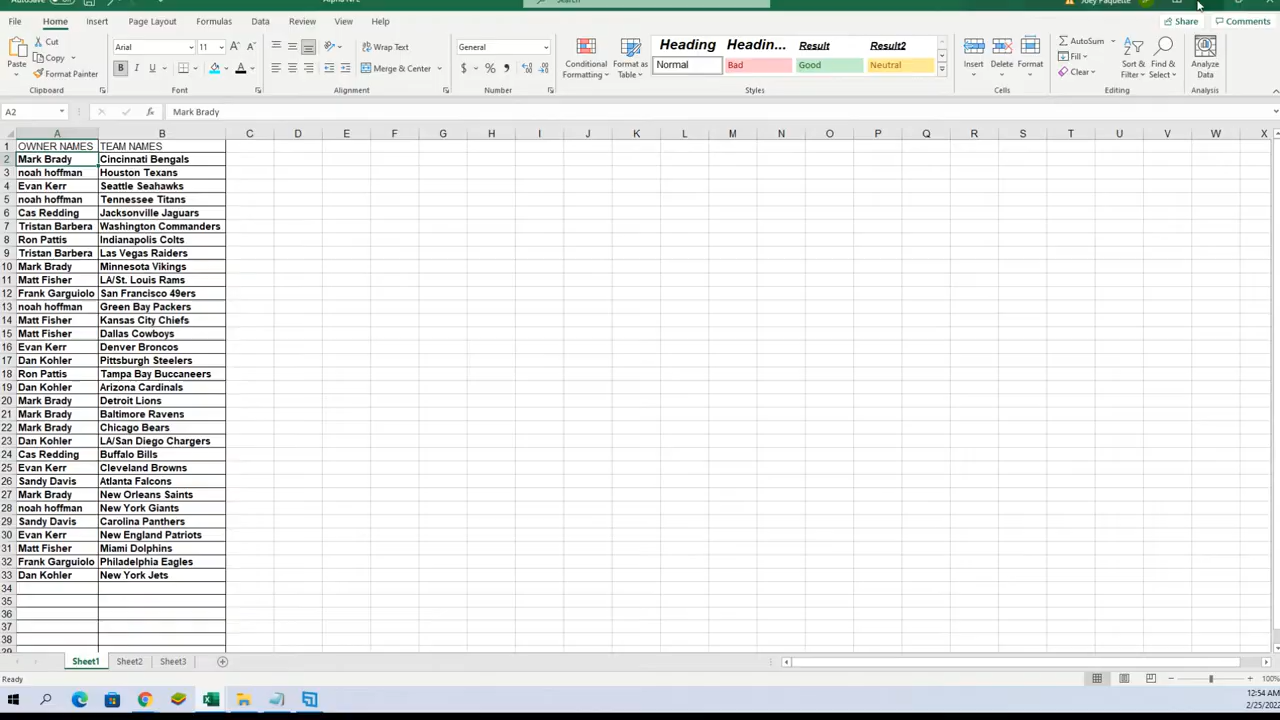 Joey Paquette
File Home Insert Page Layout Formulas Data Review View Help Share Comments
Paste Cut Copy Format Painter Clipboard
Arial 11 Font
Wrap Text Merge & Center Alignment
General Number
Conditional Formatting Format as Table
Heading Headin... Result Result2
Normal Bad Good Neutral
Styles
Insert Delete Format Cells
AutoSum Fill Clear Sort & Filter Find & Select Editing
Analyze Data Analysis
A2 fx Mark Brady
A B C D E F G H I J K L M N O P Q R S T U V W X
1 OWNER NAMES TEAM NAMES
2 Mark Brady Cincinnati Bengals
3 noah hoffman Houston Texans
4 Evan Kerr Seattle Seahawks
5 noah hoffman Tennessee Titans
6 Cas Redding Jacksonville Jaguars
7 Tristan Barbera Washington Commanders
8 Ron Pattis Indianapolis Colts
9 Tristan Barbera Las Vegas Raiders
10 Mark Brady Minnesota Vikings
11 Matt Fisher LA/St. Louis Rams
12 Frank Garguiolo San Francisco 49ers
13 noah hoffman Green Bay Packers
14 Matt Fisher Kansas City Chiefs
15 Matt Fisher Dallas Cowboys
16 Evan Kerr Denver Broncos
17 Dan Kohler Pittsburgh Steelers
18 Ron Pattis Tampa Bay Buccaneers
19 Dan Kohler Arizona Cardinals
20 Mark Brady Detroit Lions
21 Mark Brady Baltimore Ravens
22 Mark Brady Chicago Bears
23 Dan Kohler LA/San Diego Chargers
24 Cas Redding Buffalo Bills
25 Evan Kerr Cleveland Browns
26 Sandy Davis Atlanta Falcons
27 Mark Brady New Orleans Saints
28 noah hoffman New York Giants
29 Sandy Davis Carolina Panthers
30 Evan Kerr New England Patriots
31 Matt Fisher Miami Dolphins
32 Frank Garguiolo Philadelphia Eagles
33 Dan Kohler New York Jets
34
35
36
37
38
Sheet1 Sheet2 Sheet3
Ready 100%
12:54 AM